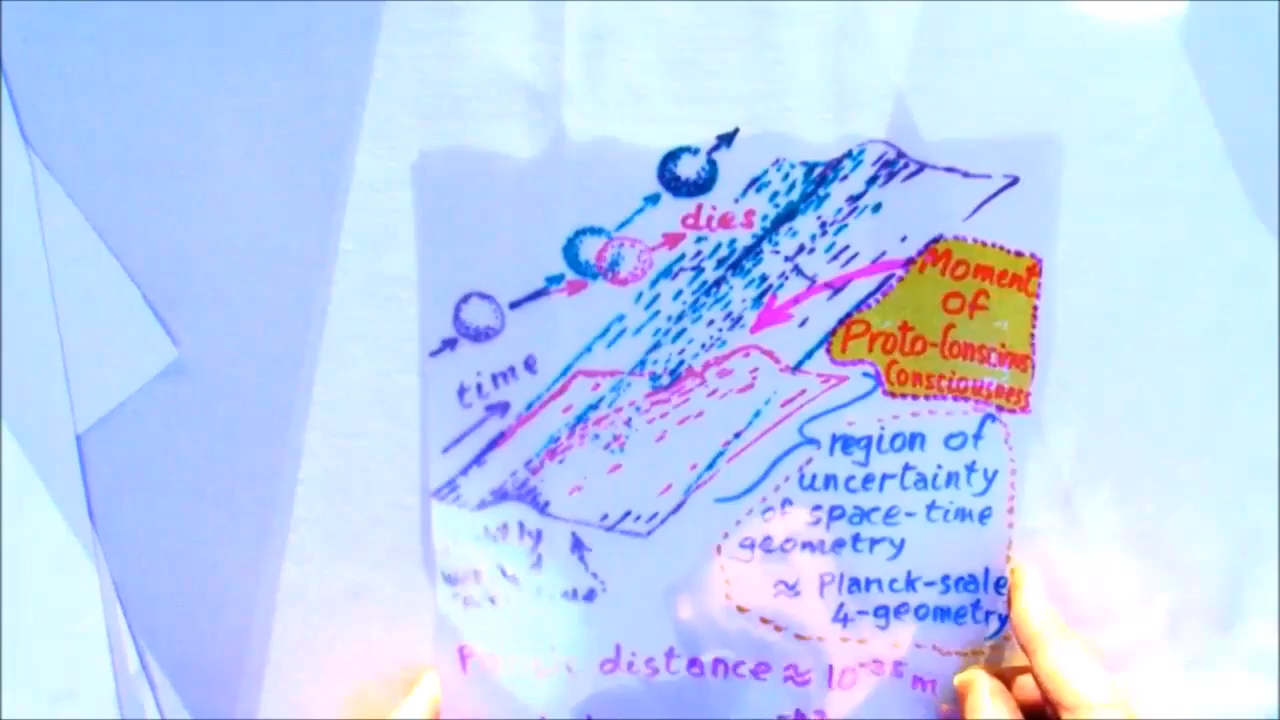 dies
Moment
Of
Proto-Conscious
Consciousness
time
region of
uncertainty
of space-time
geometry
≈ Planck-scale
4-geometry
distance ≈ 10⁻³⁵ m